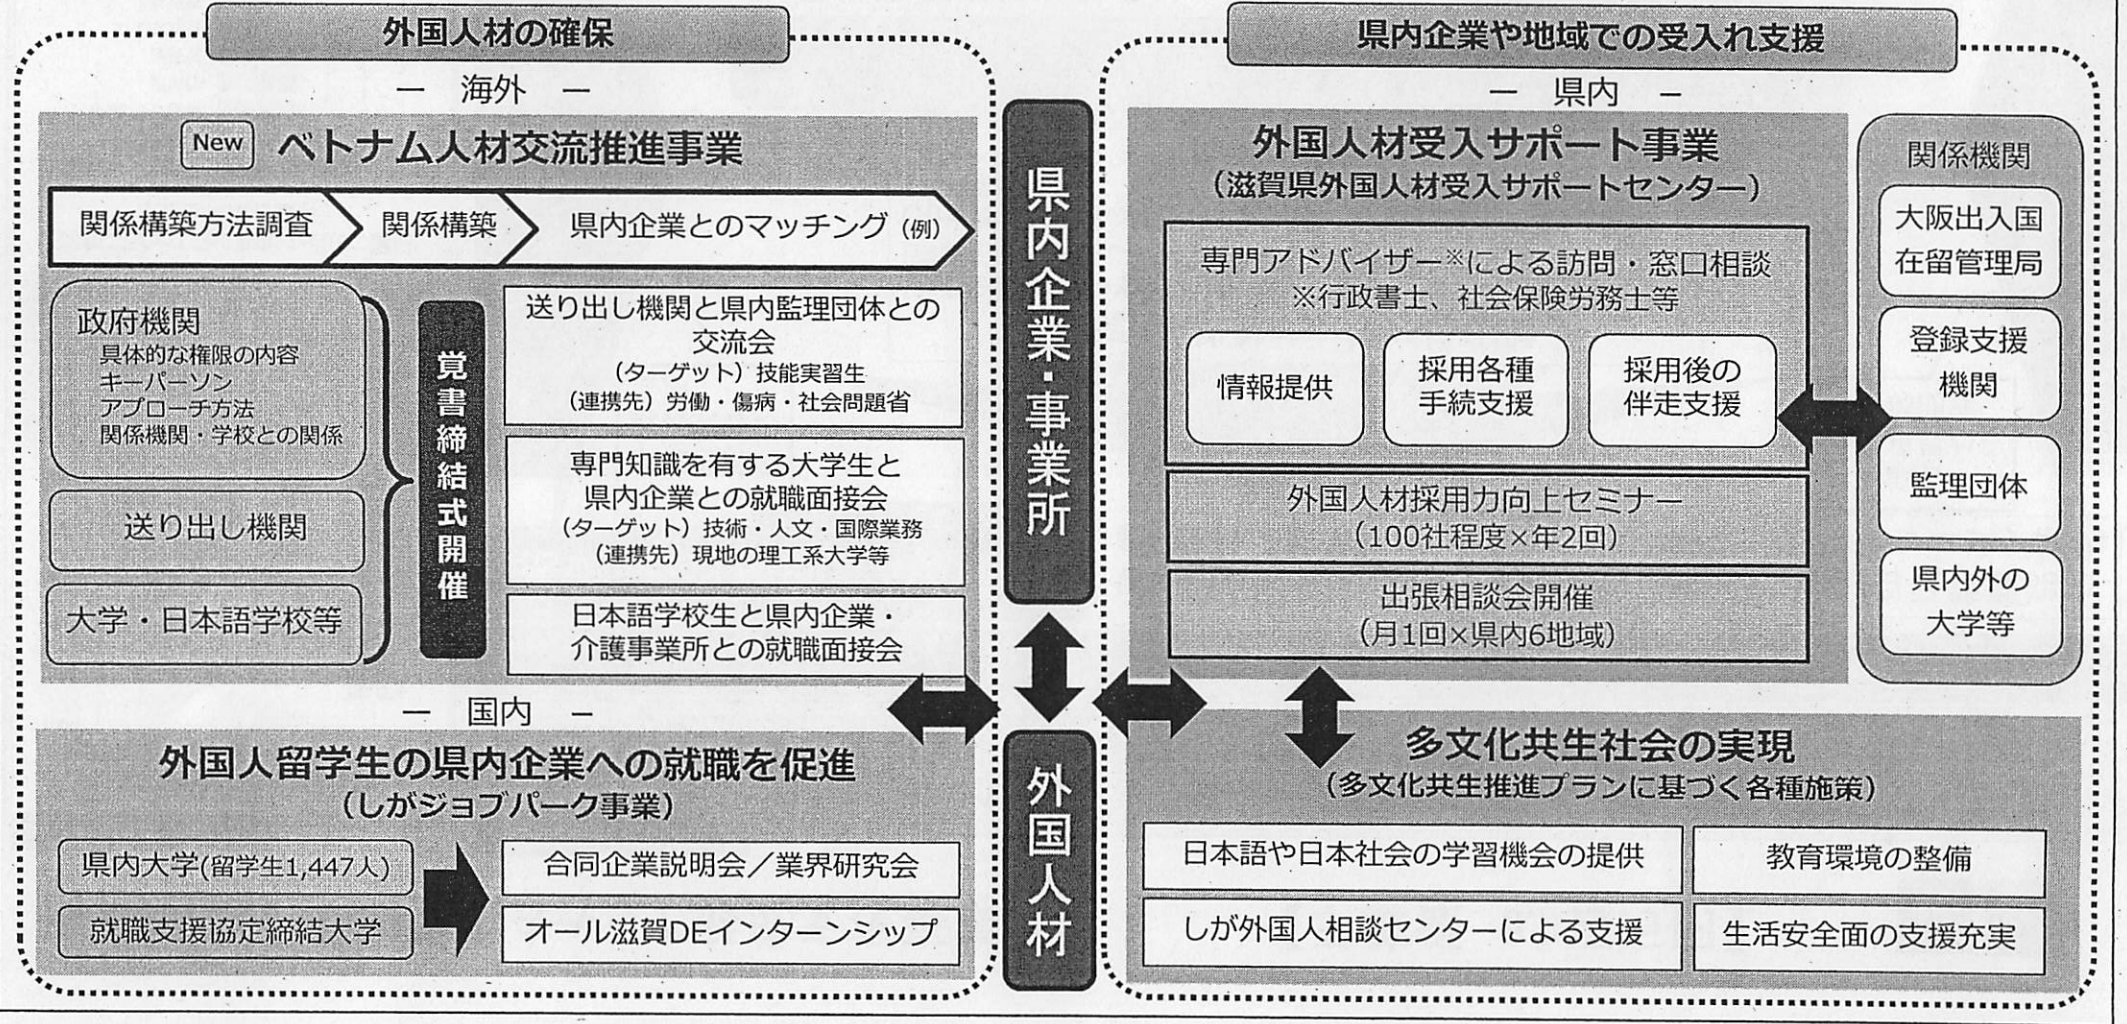 外国人材の確保
― 海外 ―
New
ベトナム人材交流推進事業
関係構築方法調査
関係構築
県内企業とのマッチング（例）
政府機関
具体的な権限の内容
キーパーソン
アプローチ方法
関係機関・学校との関係
送り出し機関
大学・日本語学校等
覚書締結式開催
送り出し機関と県内監理団体との
交流会
（ターゲット）技能実習生
（連携先）労働・傷病・社会問題省
専門知識を有する大学生と
県内企業との就職面接会
（ターゲット）技術・人文・国際業務
（連携先）現地の理工系大学等
日本語学校生と県内企業・
介護事業所との就職面接会
― 国内 ―
外国人留学生の県内企業への就職を促進
（しがジョブパーク事業）
県内大学(留学生1,447人)
就職支援協定締結大学
合同企業説明会／業界研究会
オール滋賀DEインターンシップ
県内企業・事業所
外国人材
県内企業や地域での受入れ支援
― 県内 ―
外国人材受入サポート事業
（滋賀県外国人材受入サポートセンター）
専門アドバイザー※による訪問・窓口相談
※行政書士、社会保険労務士等
情報提供
採用各種
手続支援
採用後の
伴走支援
外国人材採用力向上セミナー
（100社程度×年2回）
出張相談会開催
（月1回×県内6地域）
関係機関
大阪出入国
在留管理局
登録支援
機関
監理団体
県内外の
大学等
多文化共生社会の実現
（多文化共生推進プランに基づく各種施策）
日本語や日本社会の学習機会の提供
教育環境の整備
しが外国人相談センターによる支援
生活安全面の支援充実